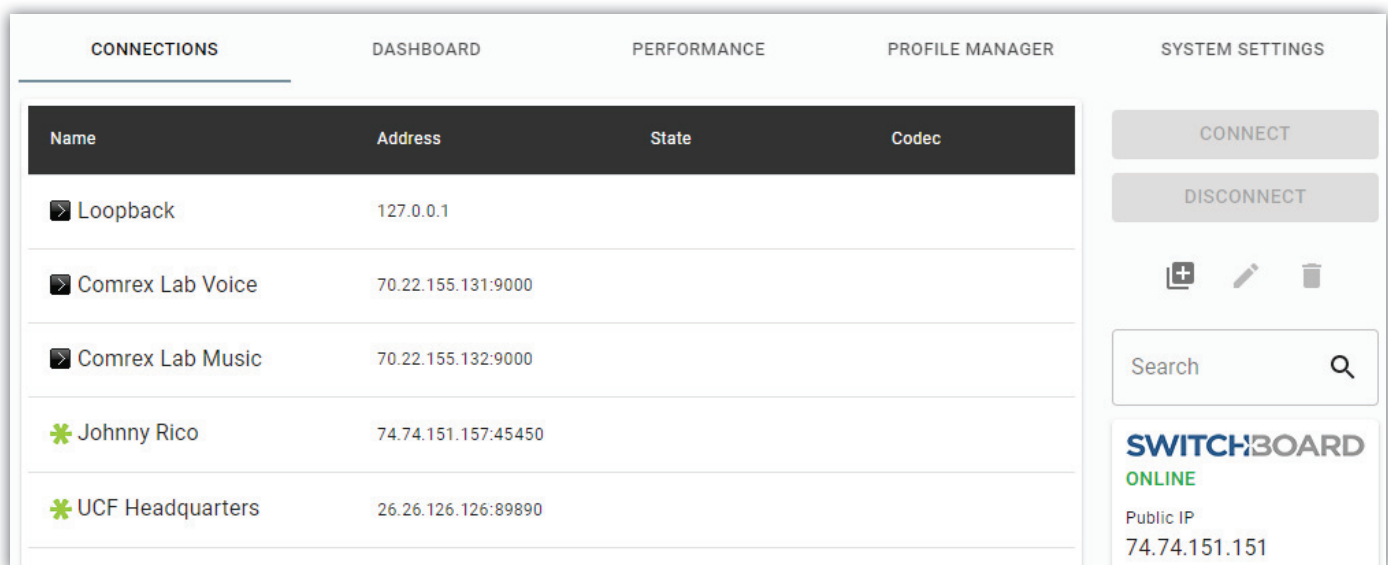 CONNECTIONS DASHBOARD PERFORMANCE PROFILE MANAGER SYSTEM SETTINGS
Name Address State Codec
Loopback 127.0.0.1
Comrex Lab Voice 70.22.155.131:9000
Comrex Lab Music 70.22.155.132:9000
Johnny Rico 74.74.151.157:45450
UCF Headquarters 26.26.126.126:89890
CONNECT
DISCONNECT
Search
SWITCHBOARD
ONLINE
Public IP
74.74.151.151